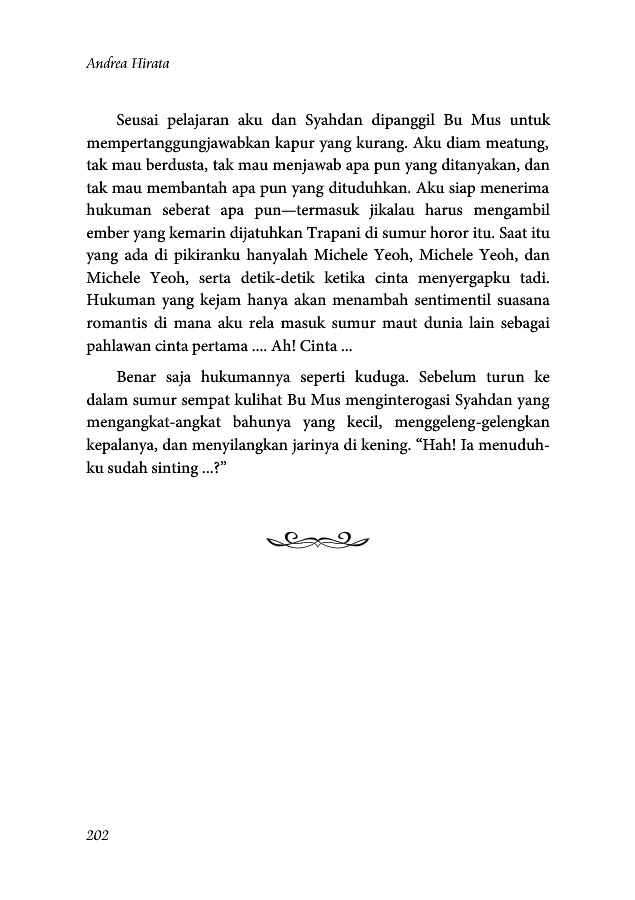 Andrea Hirata
Seusai pelajaran aku dan Syahdan dipanggil Bu Mus untuk
mempertanggungjawabkan kapur yang kurang. Aku diam meatung,
tak mau berdusta, tak mau menjawab apa pun yang ditanyakan, dan
tak mau membantah apa pun yang dituduhkan. Aku siap menerima
hukuman seberat apa pun—termasuk jikalau harus mengambil
ember yang kemarin dijatuhkan Trapani di sumur horor itu. Saat itu
yang ada di pikiranku hanyalah Michele Yeoh, Michele Yeoh, dan
Michele Yeoh, serta detik-detik ketika cinta menyergapku tadi.
Hukuman yang kejam hanya akan menambah sentimentil suasana
romantis di mana aku rela masuk sumur maut dunia lain sebagai
pahlawan cinta pertama .... Ah! Cinta ...
Benar saja hukumannya seperti kuduga. Sebelum turun ke
dalam sumur sempat kulihat Bu Mus menginterogasi Syahdan yang
mengangkat-angkat bahunya yang kecil, menggeleng-gelengkan
kepalanya, dan menyilangkan jarinya di kening. “Hah! Ia menuduh-
ku sudah sinting ...?”
202